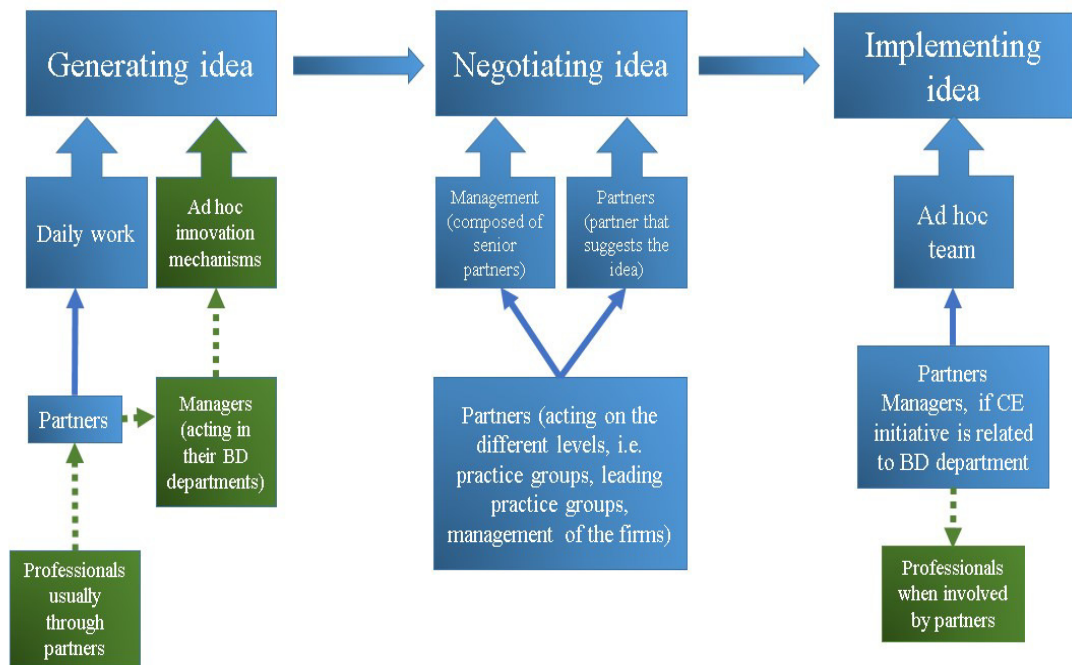 Generating idea
Negotiating idea
Implementing
idea
Daily work
Ad hoc
innovation
mechanisms
Management
(composed of
senior
partners)
Partners
(partner that
suggests the
idea)
Ad hoc
team
Partners
Managers
(acting in
their BD
departments)
Professionals
usually
through
partners
Partners (acting on the
different levels, i.e.
practice groups, leading
practice groups,
management of the firms)
Partners
Managers, if CE
initiative is related
to BD department
Professionals
when involved
by partners